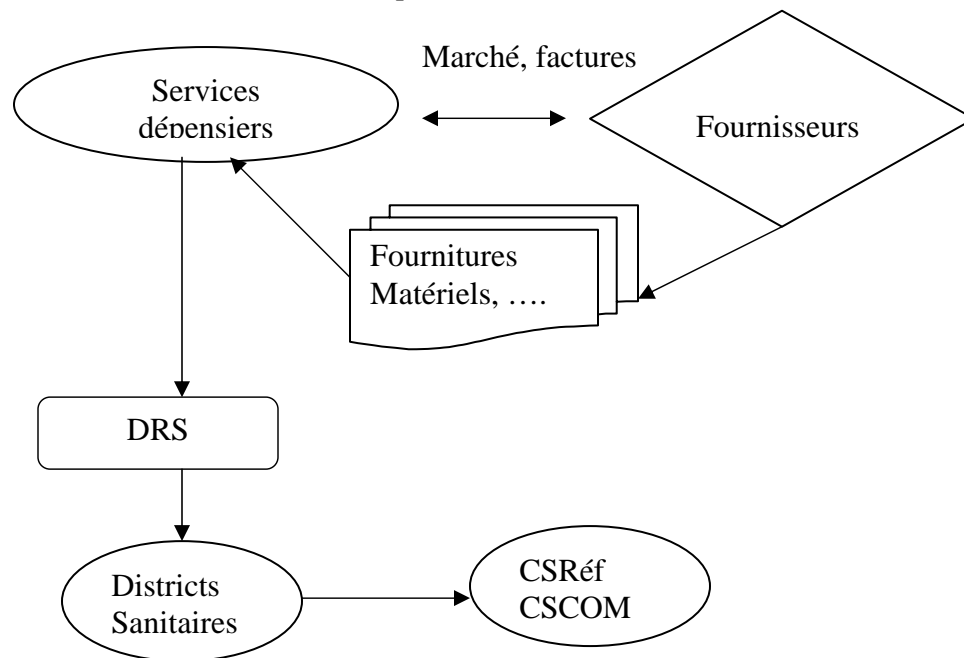 Marché, factures
Services
dépensiers
Fournisseurs
Fournitures
Matériels, ….
DRS
Districts
Sanitaires
CSRéf
CSCOM